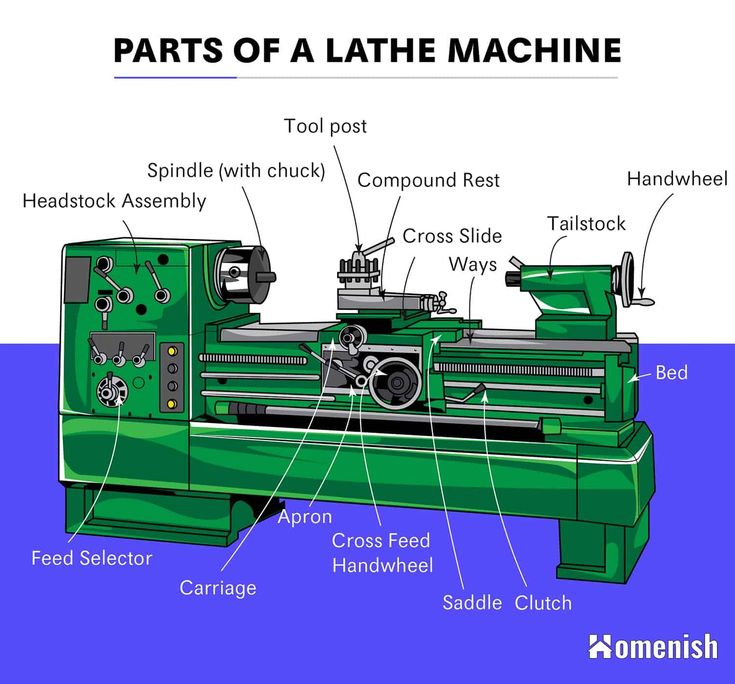 PARTS OF A LATHE MACHINE
Tool post
Spindle (with chuck)
Compound Rest
Handwheel
Headstock Assembly
Tailstock
Cross Slide
Ways
Bed
Apron
Cross Feed
Handwheel
Feed Selector
Carriage
Saddle
Clutch
Homenish